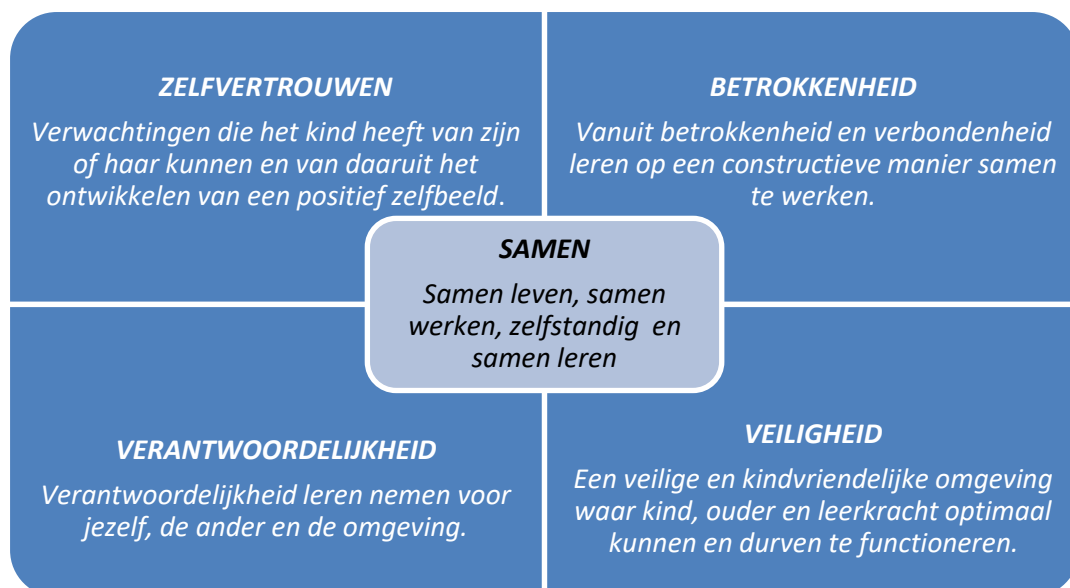 ZELFVERTROUWEN
Verwachtingen die het kind heeft van zijn
of haar kunnen en van daaruit het
ontwikkelen van een positief zelfbeeld.
BETROKKENHEID
Vanuit betrokkenheid en verbondenheid
leren op een constructieve manier samen
te werken.
SAMEN
Samen leven, samen
werken, zelfstandig en
samen leren
VERANTWOORDELIJKHEID
Verantwoordelijkheid leren nemen voor
jezelf, de ander en de omgeving.
VEILIGHEID
Een veilige en kindvriendelijke omgeving
waar kind, ouder en leerkracht optimaal
kunnen en durven te functioneren.